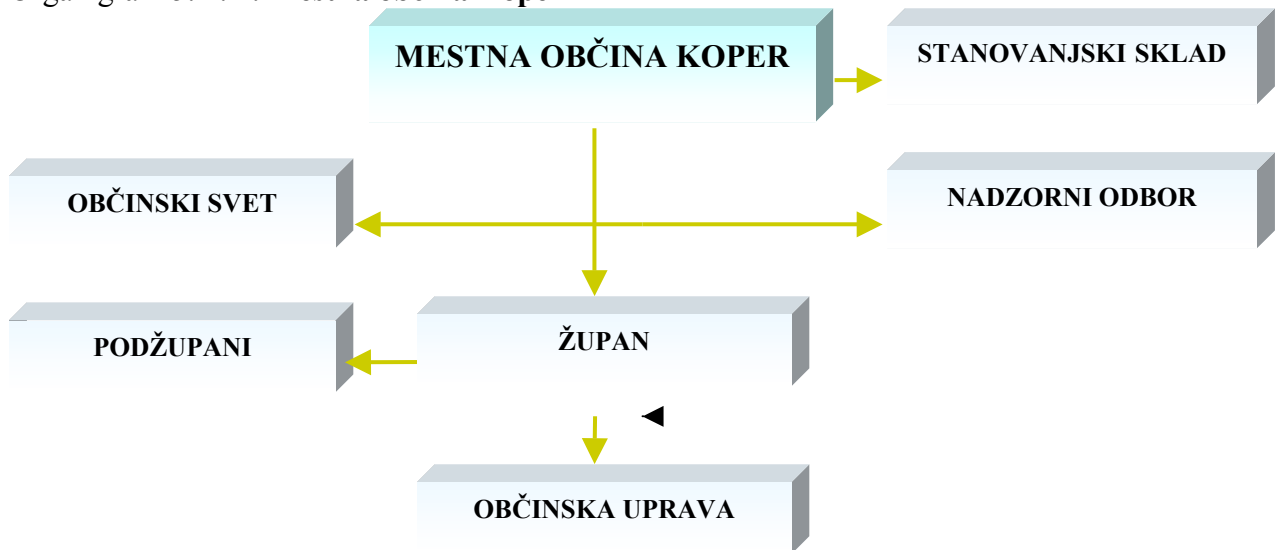 MESTNA OBČINA KOPER
STANOVANJSKI SKLAD
OBČINSKI SVET
NADZORNI ODBOR
PODŽUPANI
ŽUPAN
OBČINSKA UPRAVA